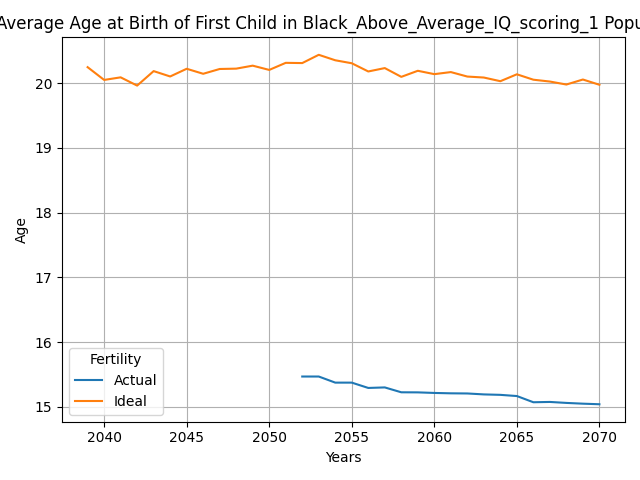 Average Age at Birth of First Child in Black_Above_Average_IQ_scoring_1
20
19
18
17
16
15
Age
Fertility
Actual
Ideal
2040 2045 2050 2055 2060 2065 2070
Years